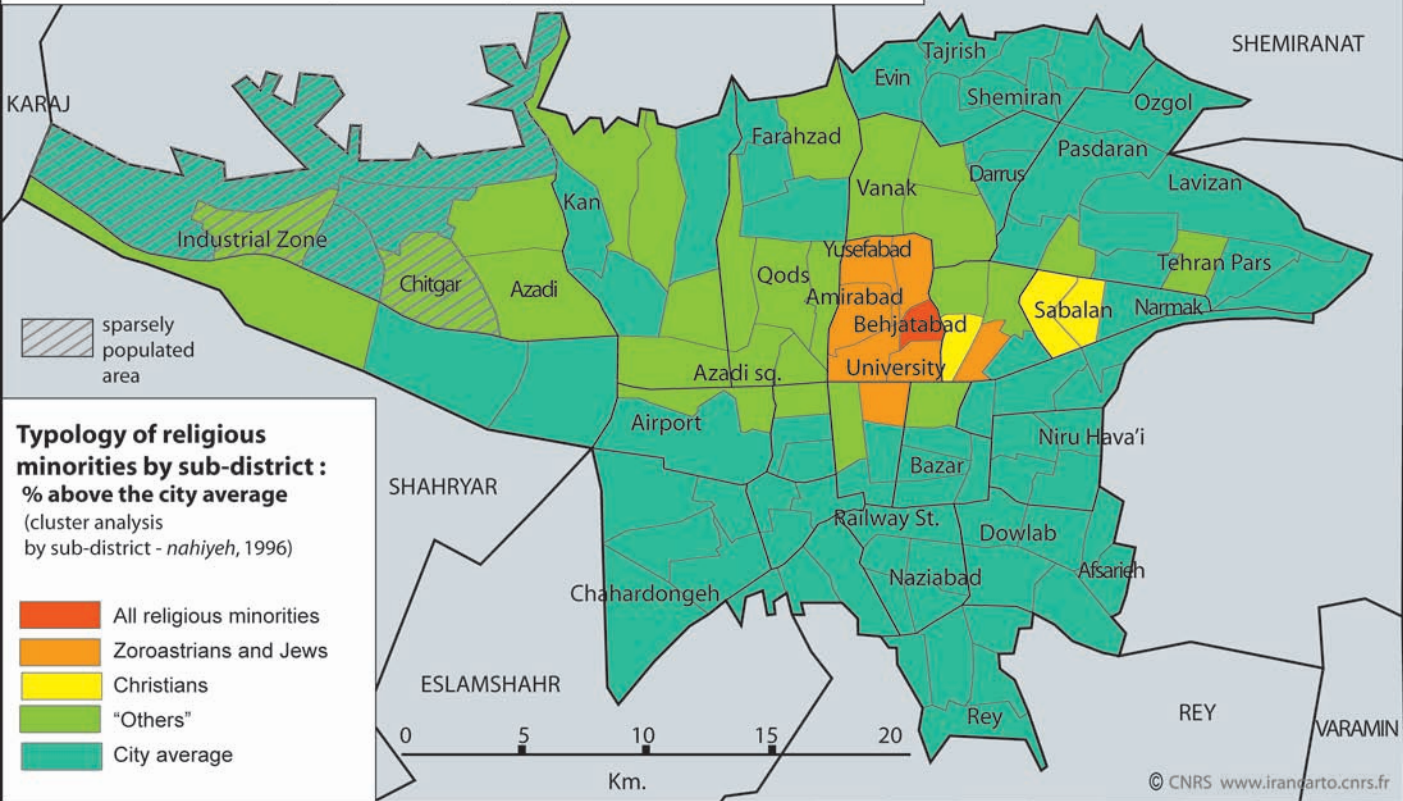 SHEMIRANAT
Tajrish
Evin
KARAJ
Shemiran
Ozgol
Farahzad
Pasdaran
Darrus
Lavizan
Vanak
Kan
Industrial Zone
Yusefabad
Tehran Pars
Qods
Chitgar
Azadi
Amirabad
Sabalan
Narmak
Behjatabad
sparsely
populated
area
University
Azadi sq.
Airport
Niru Hava'i
Bazar
Typology of religious
minorities by sub-district :
% above the city average
(cluster analysis
by sub-district - nahiyeh, 1996)
SHAHRYAR
Railway St.
Dowlab
Afsarieh
Naziabad
Chahardongeh
All religious minorities
Zoroastrians and Jews
Christians
"Others"
City average
ESLAMSHAHR
Rey
REY
VARAMIN
0 5 10 15 20
Km.
© CNRS www.irancarto.cnrs.fr